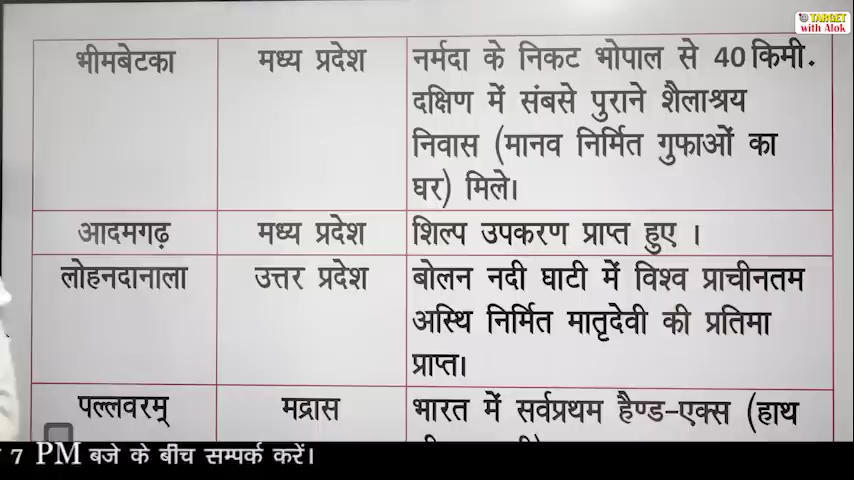 TARGET
with Alok
भीमबेटका मध्य प्रदेश नर्मदा के निकट भोपाल से 40 किमी.
दक्षिण में संबसे पुराने शैलाश्रय
निवास (मानव निर्मित गुफाओं का
घर) मिले।
आदमगढ़ मध्य प्रदेश शिल्प उपकरण प्राप्त हुए ।
लोहनदानाला उत्तर प्रदेश बोलन नदी घाटी में विश्व प्राचीनतम
अस्थि निर्मित मातृदेवी की प्रतिमा
प्राप्त।
पल्लवरम् मद्रास भारत में सर्वप्रथम हैण्ड-एक्स (हाथ
7 PM बजे के बीच सम्पर्क करें।